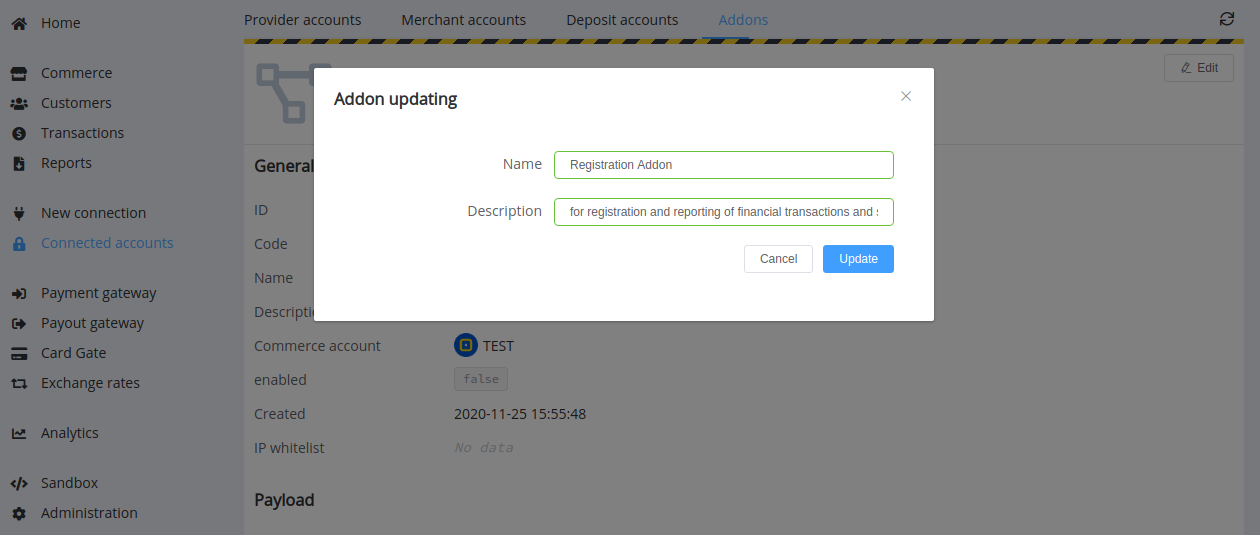 Home
Commerce
Customers
Transactions
Reports
New connection
Connected accounts
Payment gateway
Payout gateway
Card Gate
Exchange rates
Analytics
Sandbox
Administration
Provider accounts Merchant accounts Deposit accounts Addons
Edit
Addon updating
Name Registration Addon
Description for registration and reporting of financial transactions and
Cancel Update
General
ID
Code
Name
Commerce account TEST
enabled false
Created 2020-11-25 15:55:48
IP whitelist No data
Payload